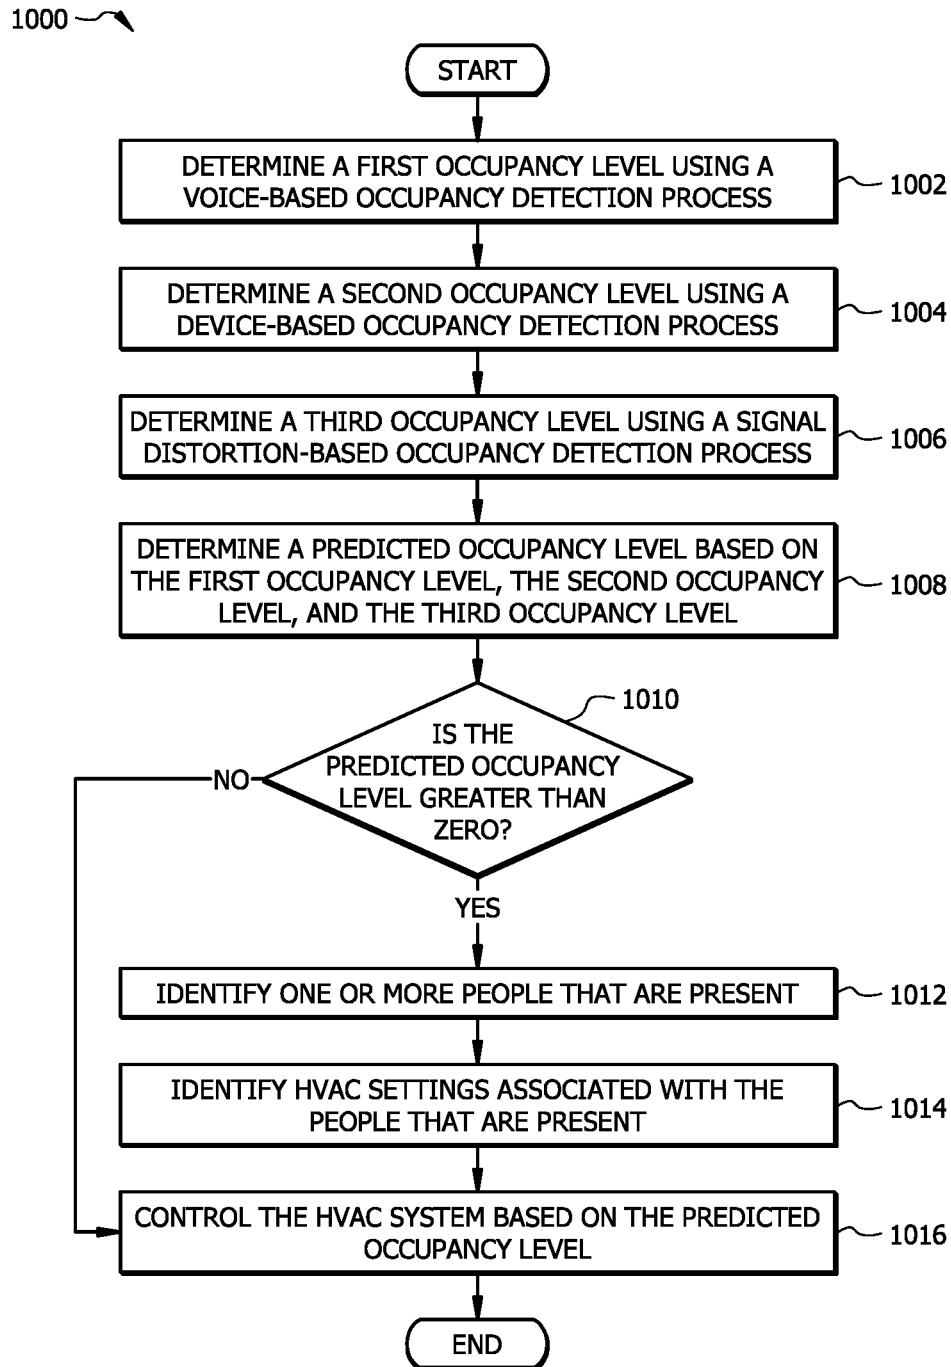 1000
START
DETERMINE A FIRST OCCUPANCY LEVEL USING A
VOICE-BASED OCCUPANCY DETECTION PROCESS
1002
DETERMINE A SECOND OCCUPANCY LEVEL USING A
DEVICE-BASED OCCUPANCY DETECTION PROCESS
1004
DETERMINE A THIRD OCCUPANCY LEVEL USING A SIGNAL
DISTORTION-BASED OCCUPANCY DETECTION PROCESS
1006
DETERMINE A PREDICTED OCCUPANCY LEVEL BASED ON
THE FIRST OCCUPANCY LEVEL, THE SECOND OCCUPANCY
LEVEL, AND THE THIRD OCCUPANCY LEVEL
1008
1010
IS THE
PREDICTED OCCUPANCY
LEVEL GREATER THAN
ZERO?
NO
YES
IDENTIFY ONE OR MORE PEOPLE THAT ARE PRESENT
1012
IDENTIFY HVAC SETTINGS ASSOCIATED WITH THE
PEOPLE THAT ARE PRESENT
1014
CONTROL THE HVAC SYSTEM BASED ON THE PREDICTED
OCCUPANCY LEVEL
1016
END